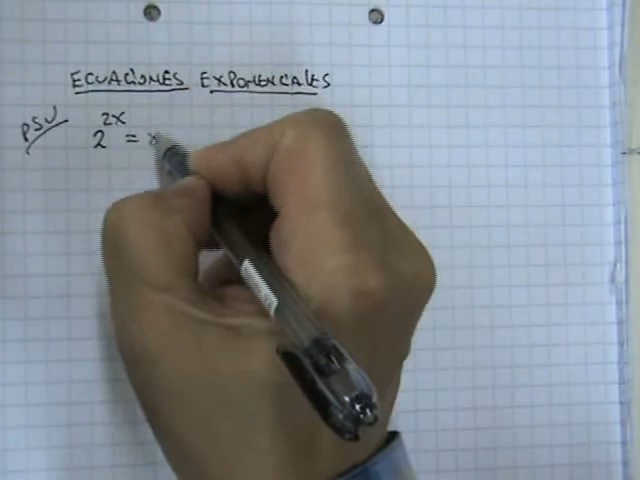 ECUACIONES EXPONENCIALES
PSU
2^{2x} =